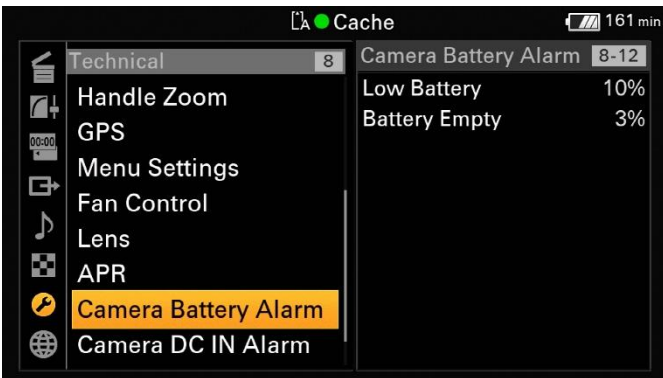 A Cache 161 min
Technical 8
Handle Zoom
GPS
Menu Settings
Fan Control
Lens
APR
Camera Battery Alarm
Camera DC IN Alarm
00:00
Camera Battery Alarm 8-12
Low Battery 10%
Battery Empty 3%